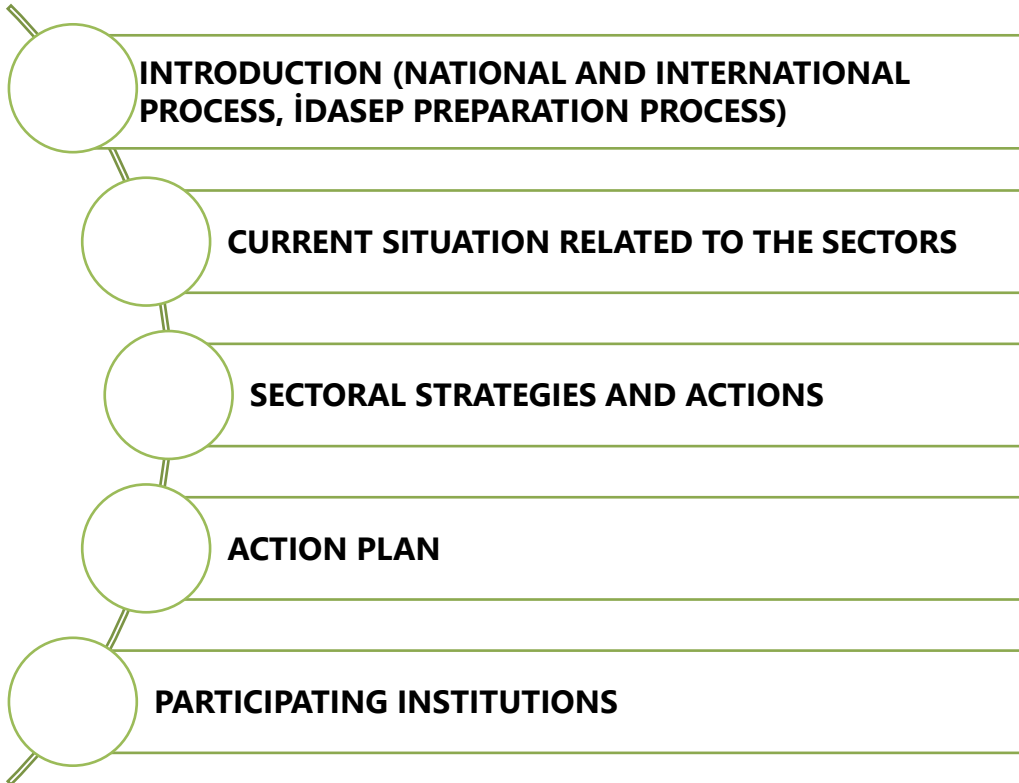 INTRODUCTION (NATIONAL AND INTERNATIONAL
PROCESS, İDASEP PREPARATION PROCESS)
CURRENT SITUATION RELATED TO THE SECTORS
SECTORAL STRATEGIES AND ACTIONS
ACTION PLAN
PARTICIPATING INSTITUTIONS